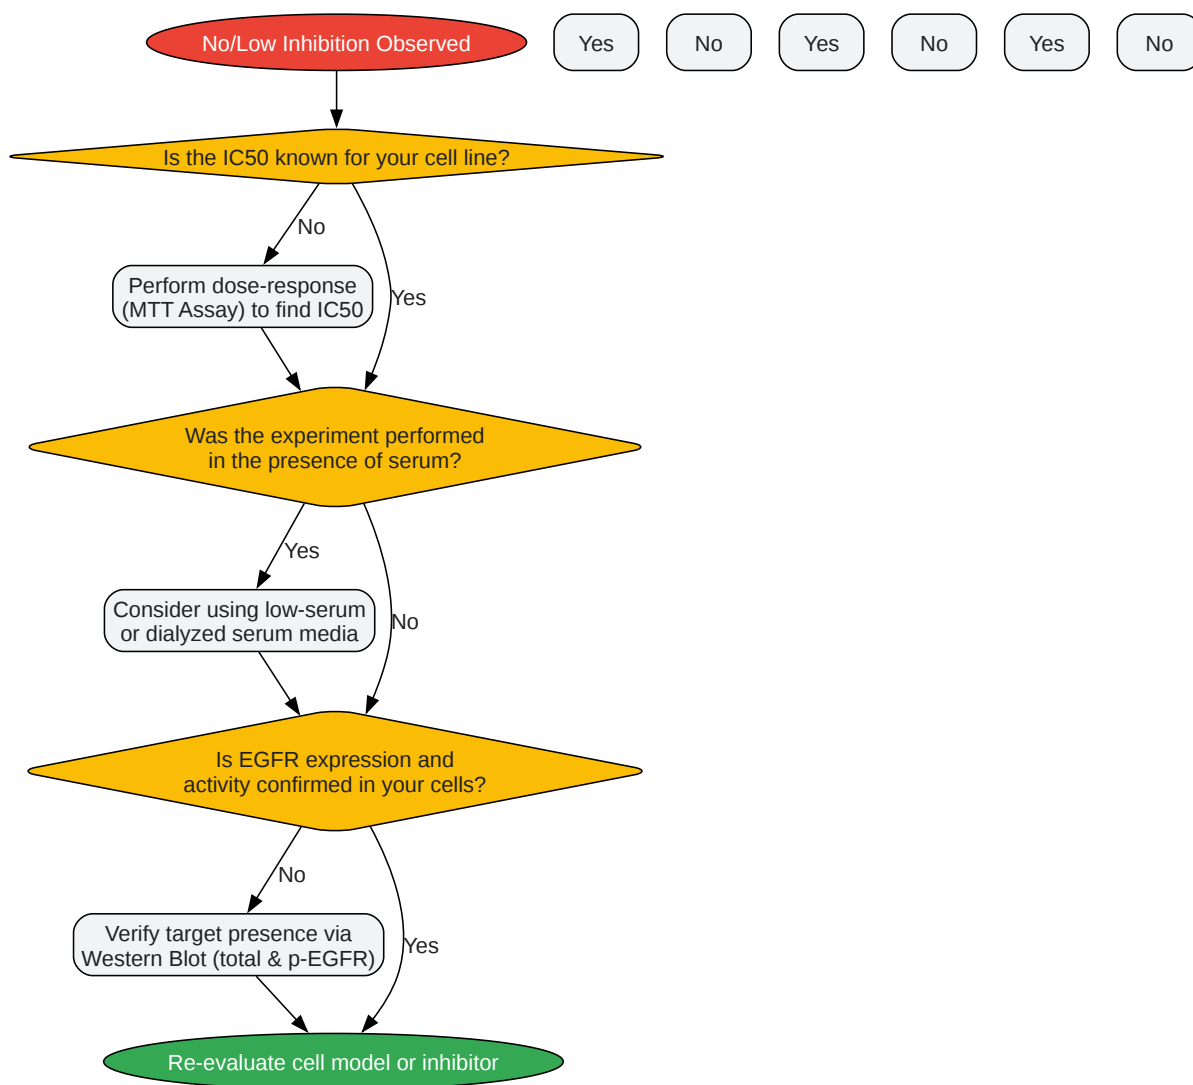 No/Low Inhibition Observed
Yes
No
Yes
No
Yes
No
Is the IC50 known for your cell line?
No
Perform dose-response
(MTT Assay) to find IC50
Yes
Was the experiment performed
in the presence of serum?
Yes
Consider using low-serum
or dialyzed serum media
No
Is EGFR expression and
activity confirmed in your cells?
No
Verify target presence via
Western Blot (total & p-EGFR)
Yes
Re-evaluate cell model or inhibitor